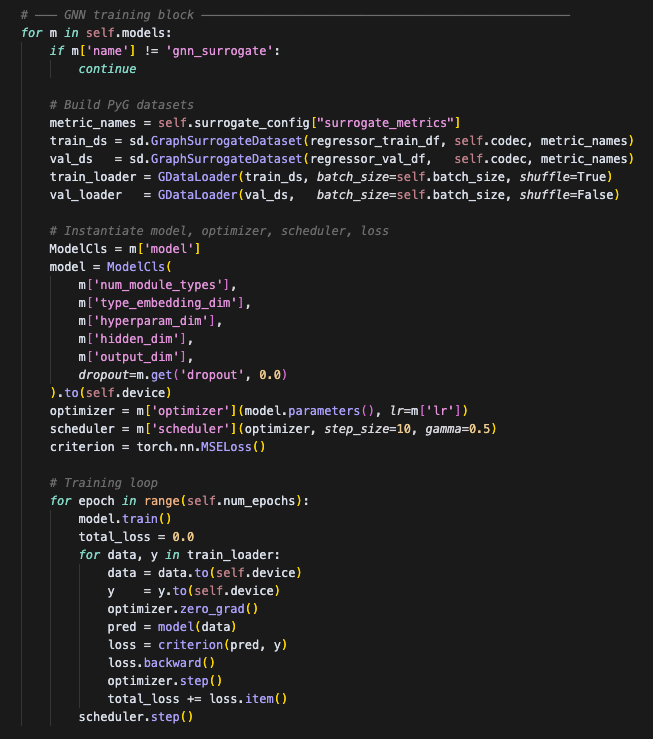 # —— GNN training block ——————————————————————————————————
for m in self.models:
    if m['name'] != 'gnn_surrogate':
        continue

    # Build PyG datasets
    metric_names = self.surrogate_config["surrogate_metrics"]
    train_ds = sd.GraphSurrogateDataset(regressor_train_df, self.codec, metric_names)
    val_ds   = sd.GraphSurrogateDataset(regressor_val_df,   self.codec, metric_names)
    train_loader = GDataLoader(train_ds, batch_size=self.batch_size, shuffle=True)
    val_loader   = GDataLoader(val_ds,   batch_size=self.batch_size, shuffle=False)

    # Instantiate model, optimizer, scheduler, loss
    ModelCls = m['model']
    model = ModelCls(
        m['num_module_types'],
        m['type_embedding_dim'],
        m['hyperparam_dim'],
        m['hidden_dim'],
        m['output_dim'],
        dropout=m.get('dropout', 0.0)
    ).to(self.device)
    optimizer = m['optimizer'](model.parameters(), lr=m['lr'])
    scheduler = m['scheduler'](optimizer, step_size=10, gamma=0.5)
    criterion = torch.nn.MSELoss()

    # Training loop
    for epoch in range(self.num_epochs):
        model.train()
        total_loss = 0.0
        for data, y in train_loader:
            data = data.to(self.device)
            y    = y.to(self.device)
            optimizer.zero_grad()
            pred = model(data)
            loss = criterion(pred, y)
            loss.backward()
            optimizer.step()
            total_loss += loss.item()
        scheduler.step()